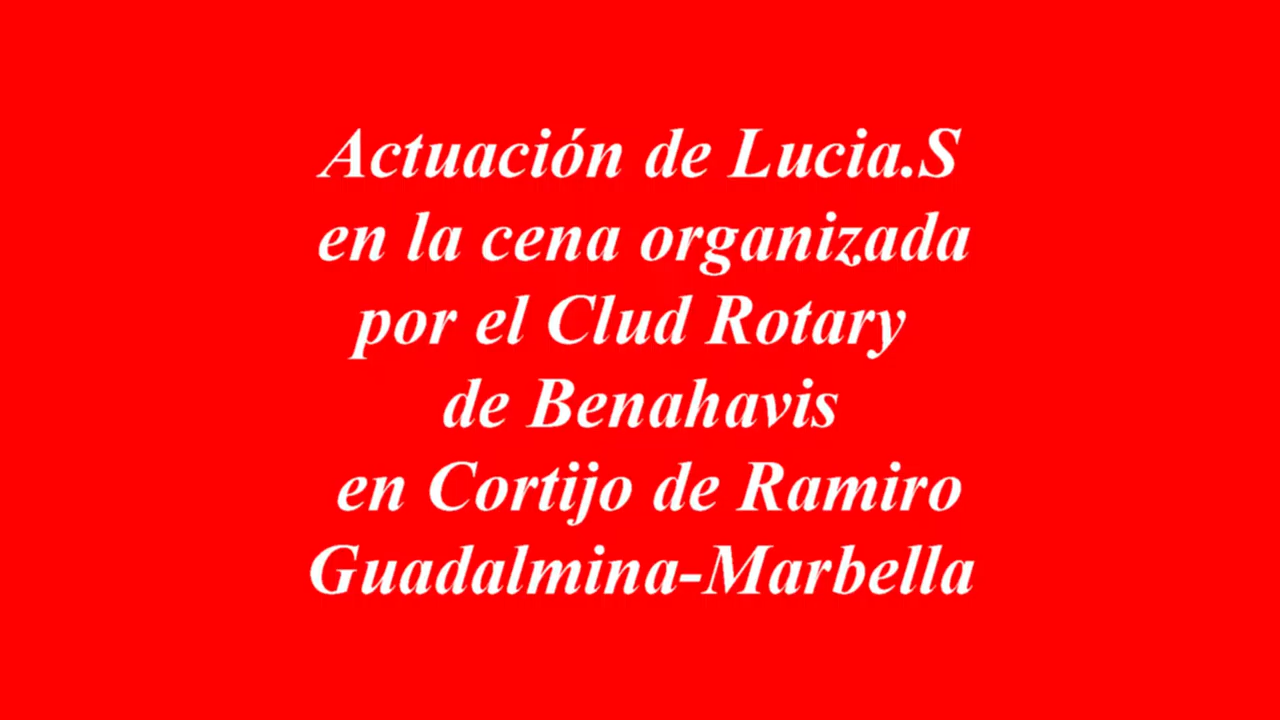 Actuación de Lucia.S
en la cena organizada
por el Clud Rotary
de Benahavis
en Cortijo de Ramiro
Guadalmina-Marbella